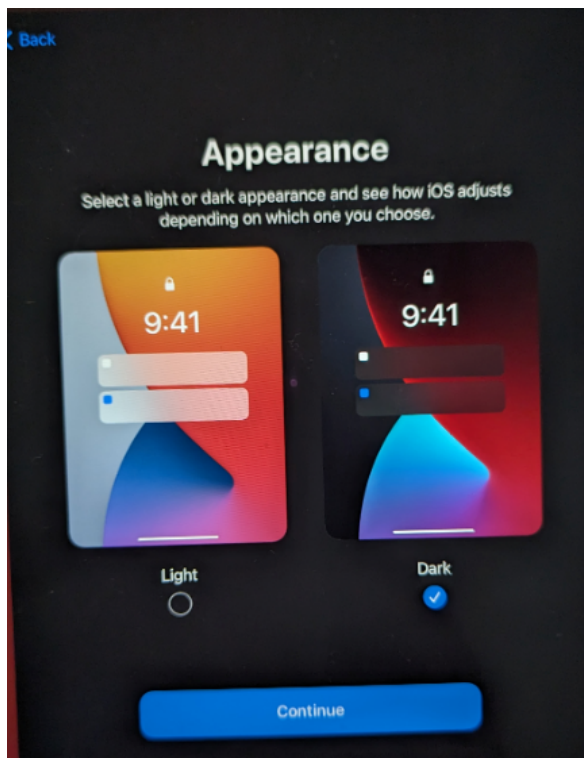 Back
Appearance
Select a light or dark appearance and see how iOS adjusts
depending on which one you choose.
9:41
9:41
Light
Dark
Continue